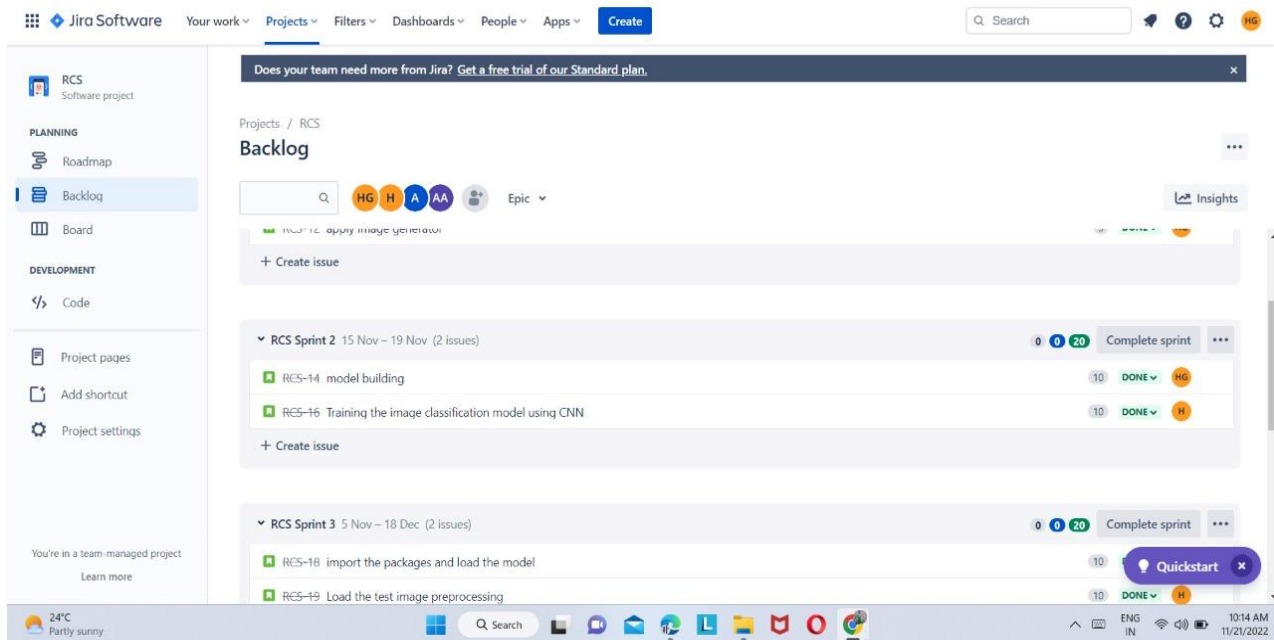 Jira Software Your work Projects Filters Dashboards People Apps Create Search HG
RCS
Software project
PLANNING
Roadmap
Backlog
Board
DEVELOPMENT
Code
Project pages
Add shortcut
Project settings
You're in a team-managed project
Learn more
Does your team need more from Jira? Get a free trial of our Standard plan.
Projects / RCS
Backlog
HG H A AA Epic Insights
RCS-12 apply image generator DONE HG
+ Create issue
RCS Sprint 2 15 Nov – 19 Nov (2 issues) 0 0 20 Complete sprint
RCS-14 model building 10 DONE HG
RCS-16 Training the image classification model using CNN 10 DONE H
+ Create issue
RCS Sprint 3 5 Nov – 18 Dec (2 issues) 0 0 20 Complete sprint
RCS-18 import the packages and load the model 10
Quickstart
RCS-19 Load the test image preprocessing 10 DONE H
24°C
Partly sunny
Search
ENG
IN
10:14 AM
11/21/2022